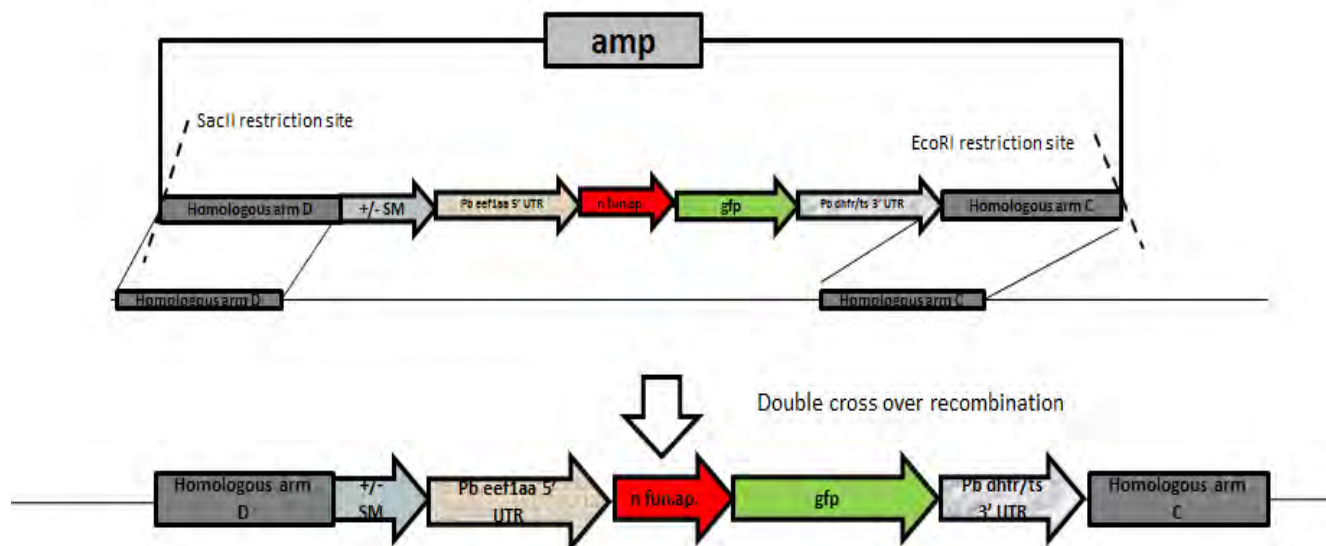 amp
SacII restriction site
EcoRI restriction site
Homologous arm D
+/- SM
Pb eef1aa 5' UTR
n fun.ap.
gfp
Pb dhfr/ts 3' UTR
Homologous arm C
Homologous arm D
Homologous arm C
Double cross over recombination
Homologous arm
D
+/-
SM
Pb eef1aa 5'
UTR
n fun.ap.
gfp
Pb dhfr/ts
3' UTR
Homologous arm
C